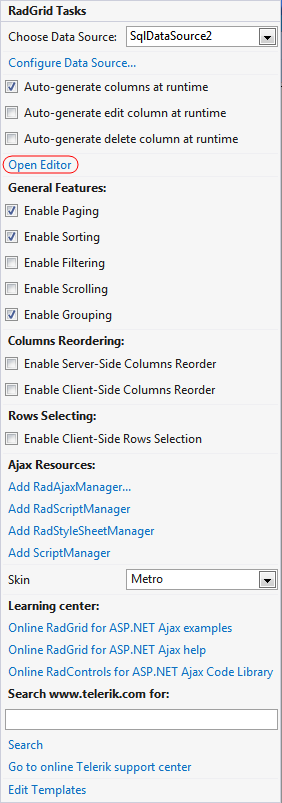 RadGrid Tasks
Choose Data Source: SqlDataSource2
Configure Data Source...
Auto-generate columns at runtime
Auto-generate edit column at runtime
Auto-generate delete column at runtime
Open Editor
General Features:
Enable Paging
Enable Sorting
Enable Filtering
Enable Scrolling
Enable Grouping
Columns Reordering:
Enable Server-Side Columns Reorder
Enable Client-Side Columns Reorder
Rows Selecting:
Enable Client-Side Rows Selection
Ajax Resources:
Add RadAjaxManager...
Add RadScriptManager
Add RadStyleSheetManager
Add ScriptManager
Skin Metro
Learning center:
Online RadGrid for ASP.NET Ajax examples
Online RadGrid for ASP.NET Ajax help
Online RadControls for ASP.NET Ajax Code Library
Search www.telerik.com for:
Search
Go to online Telerik support center
Edit Templates